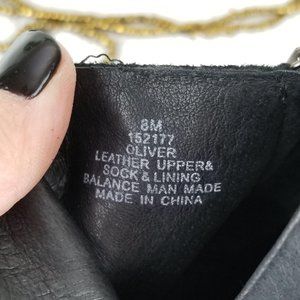 8M
152177
OLIVER
LEATHER UPPER&
SOCK & LINING
BALANCE MAN MADE
MADE IN CHINA